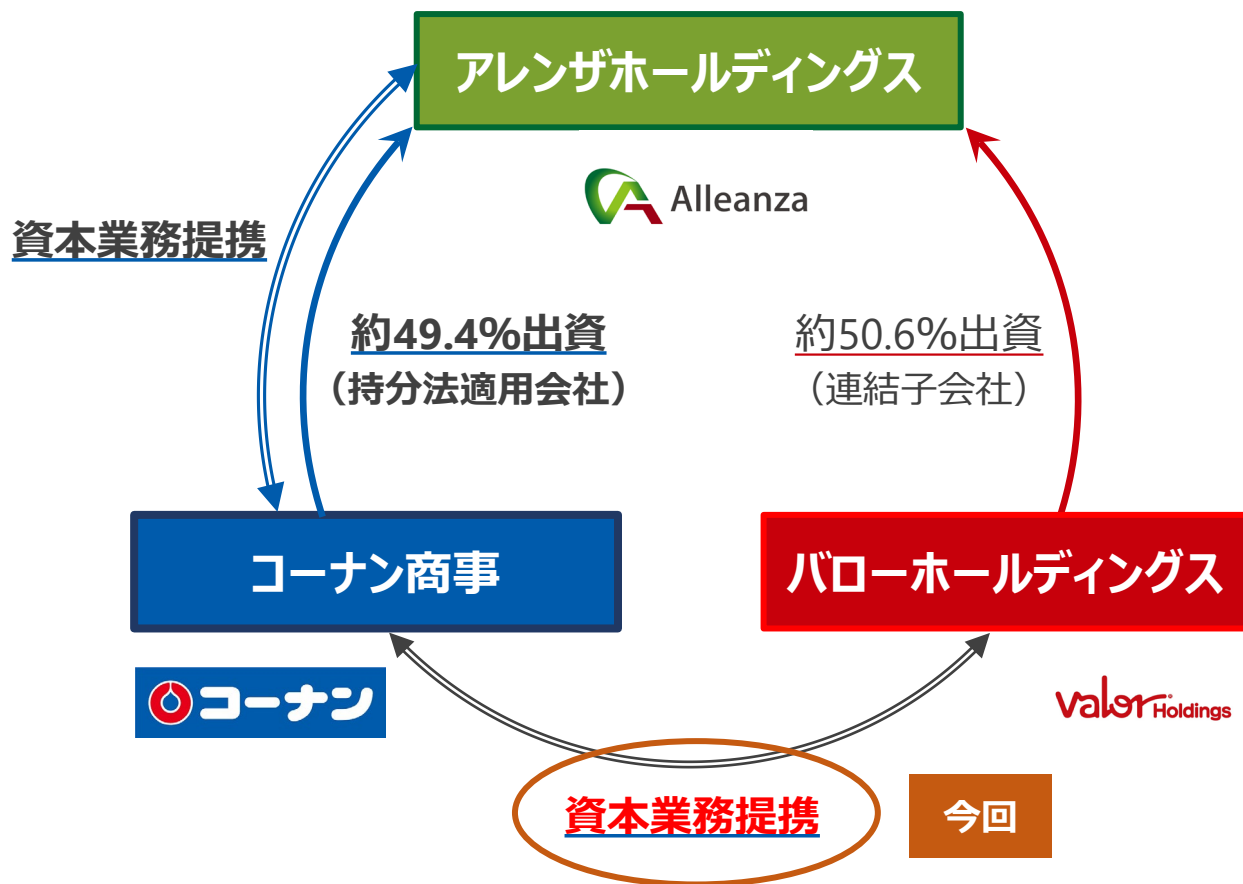 アレンザホールディングス
Alleanza
資本業務提携
約49.4%出資
（持分法適用会社）
約50.6%出資
（連結子会社）
コーナン商事
バローホールディングス
コーナン
valor Holdings
資本業務提携
今回